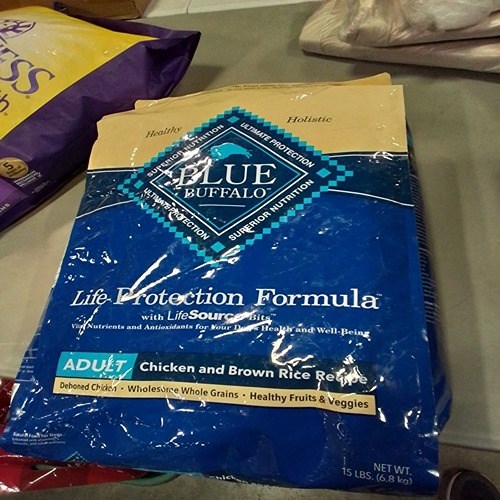 ESS
Healthy
Holistic
SUPERIOR NUTRITION
ULTIMATE PROTECTION
BLUE
BUFFALO
ULTIMATE PROTECTION
SUPERIOR NUTRITION
Life Protection Formula
with LifeSource Bits
Vital Nutrients and Antioxidants for Your Dog's Health and Well-Being
ADULT Chicken and Brown Rice Recipe
Deboned Chicken • Wholesome Whole Grains • Healthy Fruits & Veggies
NET WT.
15 LBS. (6.8 kg)